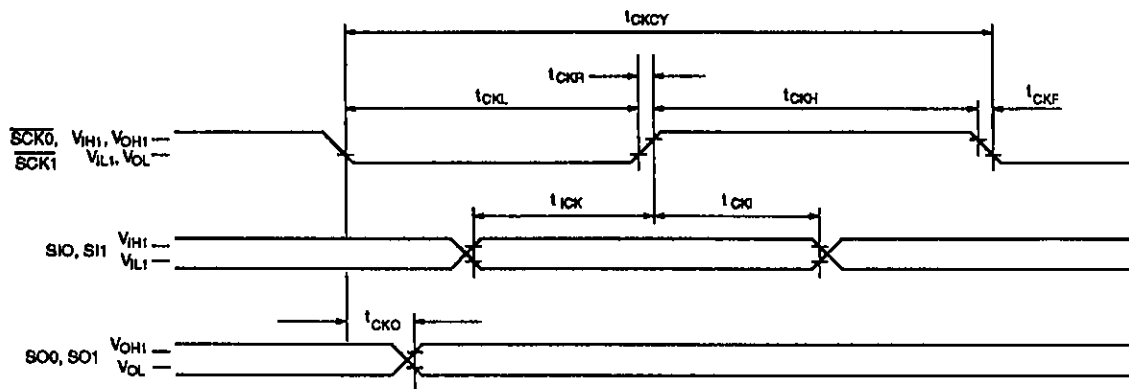 tCKCY
tCKR
tCKL
tCKH
tCKF
SCK0, VIH1, VOH1
SCK1 VIL1, VOL
tICK
tCKI
SI0, SI1
VIH1
VIL1
tCKO
SO0, SO1
VOH1
VOL